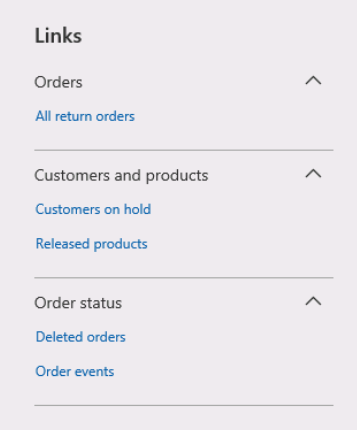 Links
Orders
All return orders
Customers and products
Customers on hold
Released products
Order status
Deleted orders
Order events